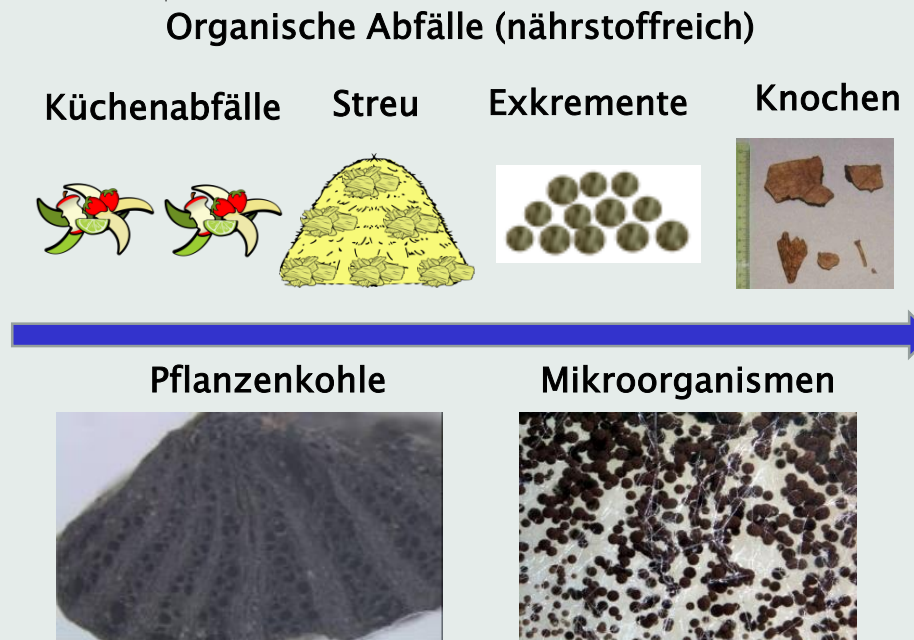 Organische Abfälle (nährstoffreich)
Küchenabfälle
Streu
Exkremente
Knochen
Pflanzenkohle
Mikroorganismen